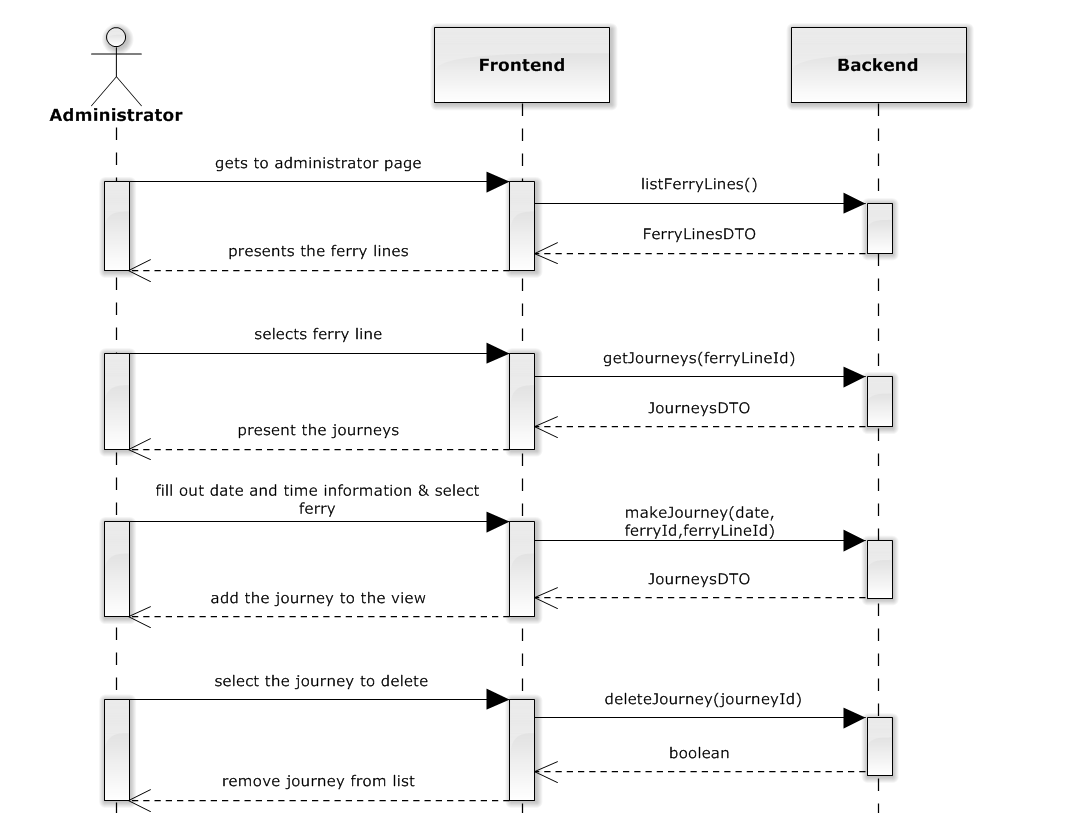 Administrator
Frontend
Backend
gets to administrator page
listFerryLines()
FerryLinesDTO
presents the ferry lines
selects ferry line
getJourneys(ferryLineId)
JourneysDTO
present the journeys
fill out date and time information & select
ferry
makeJourney(date,
ferryId,ferryLineId)
JourneysDTO
add the journey to the view
select the journey to delete
deleteJourney(journeyId)
boolean
remove journey from list